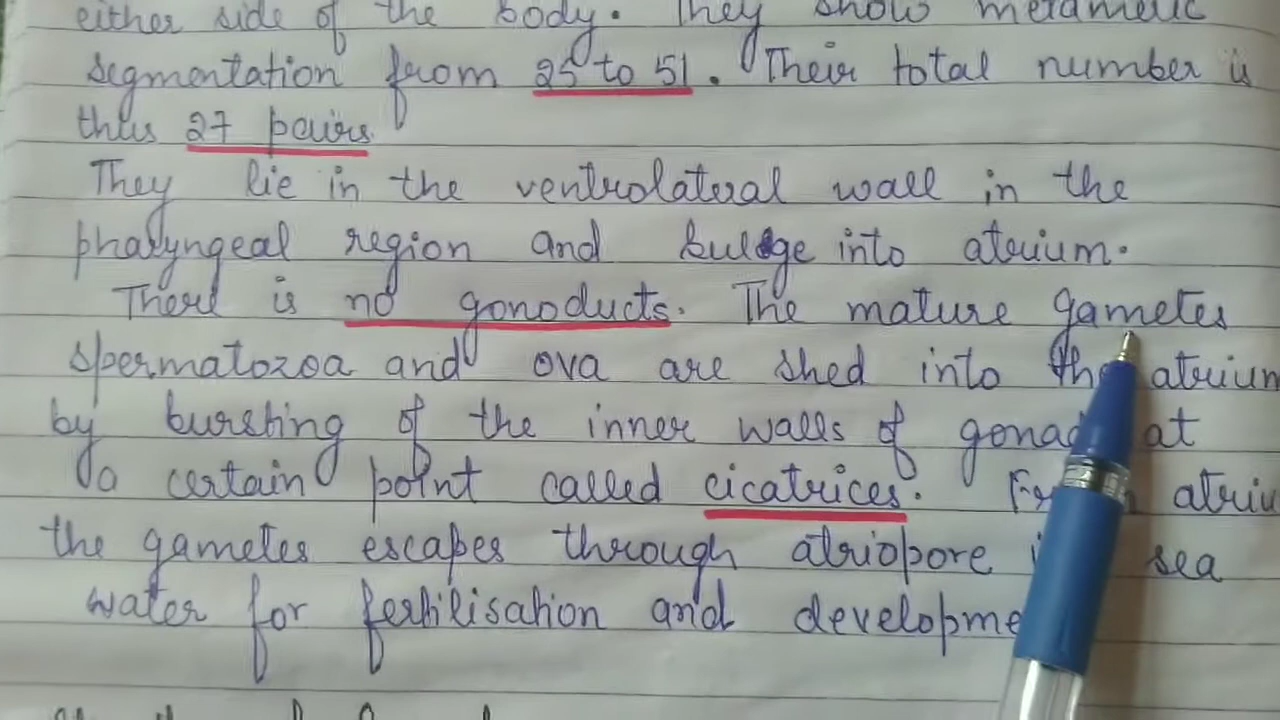 either side of the body. They show metameric
segmentation from 25 to 51. Their total number is
thus 27 pairs.
They lie in the ventrolateral wall in the
pharyngeal region and bulge into atrium.
There is no gonoducts. The mature gametes
spermatozoa and ova are shed into the atrium
by bursting of the inner walls of gonad at
a certain point called cicatrices. atriu
the gametes escapes through atriopore sea
water for fertilisation and developme